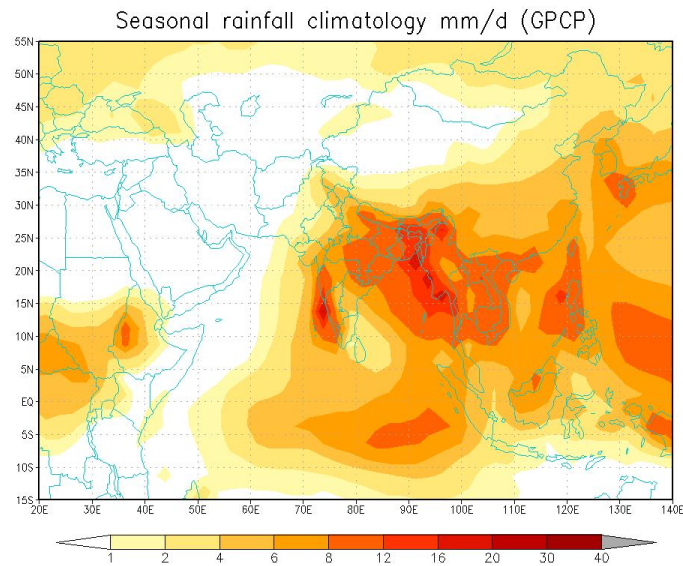 Seasonal rainfall climatology mm/d (GPCP)
55N
50N
45N
40N
35N
30N
25N
20N
15N
10N
5N
EQ
5S
10S
15S
20E 30E 40E 50E 60E 70E 80E 90E 100E 110E 120E 130E 140E
1 2 4 6 8 12 16 20 30 40